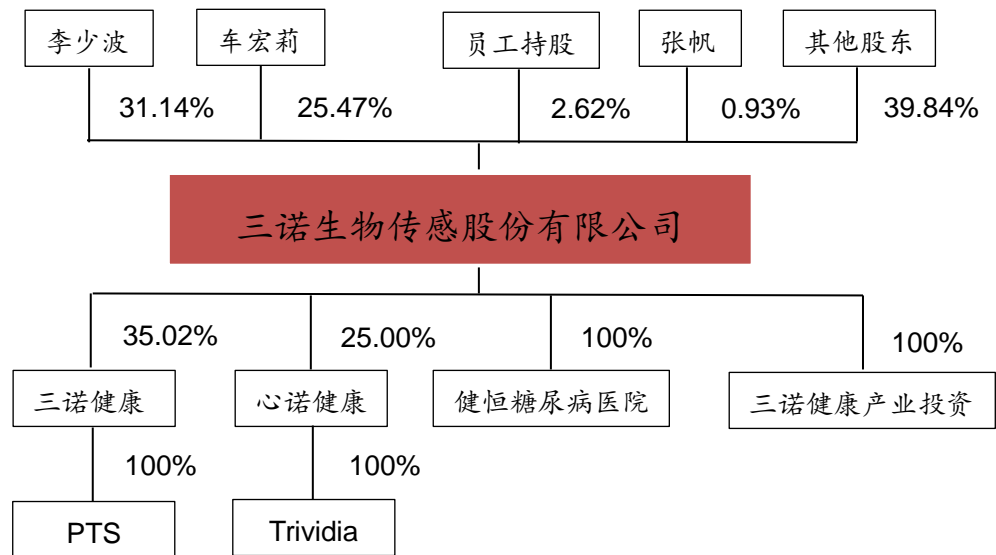 李少波
车宏莉
员工持股
张帆
其他股东
31.14%
25.47%
2.62%
0.93%
39.84%
三诺生物传感股份有限公司
35.02%
25.00%
100%
100%
三诺健康
心诺健康
健恒糖尿病医院
三诺健康产业投资
100%
100%
PTS
Trividia